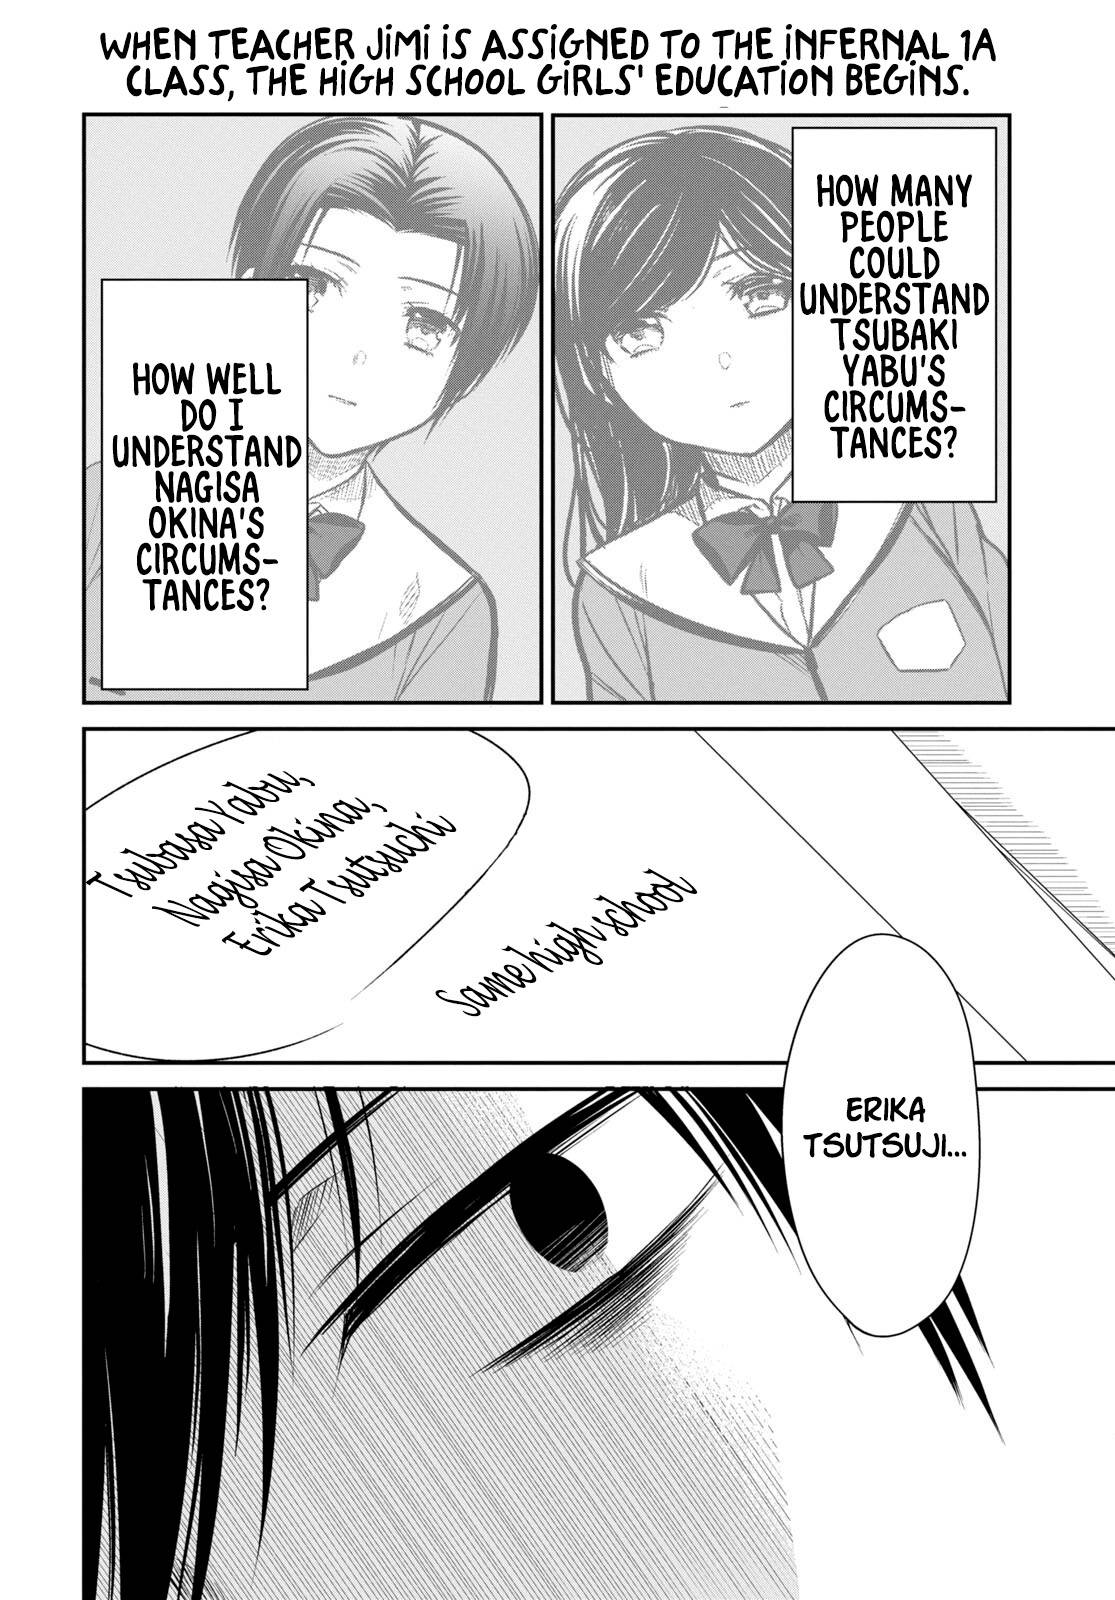 WHEN TEACHER JIMI IS ASSIGNED TO THE INFERNAL 1A
CLASS, THE HIGH SCHOOL GIRLS' EDUCATION BEGINS.
HOW MANY
PEOPLE
COULD
UNDERSTAND
TSUBAKI
YABU'S
CIRCUMS-
TANCES?
HOW WELL
DO I
UNDERSTAND
NAGISA
OKINA'S
CIRCUMS-
TANCES?
Tsubasa Yabu,
Nagisa Okina,
Erika Tsutsuchi
Same high school
ERIKA
TSUTSUJI...